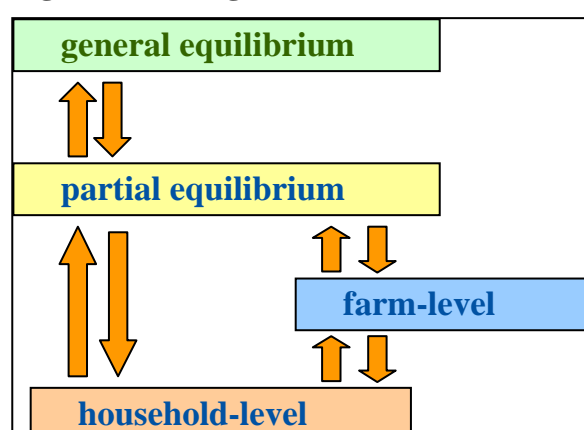 general equilibrium
partial equilibrium
farm-level
household-level